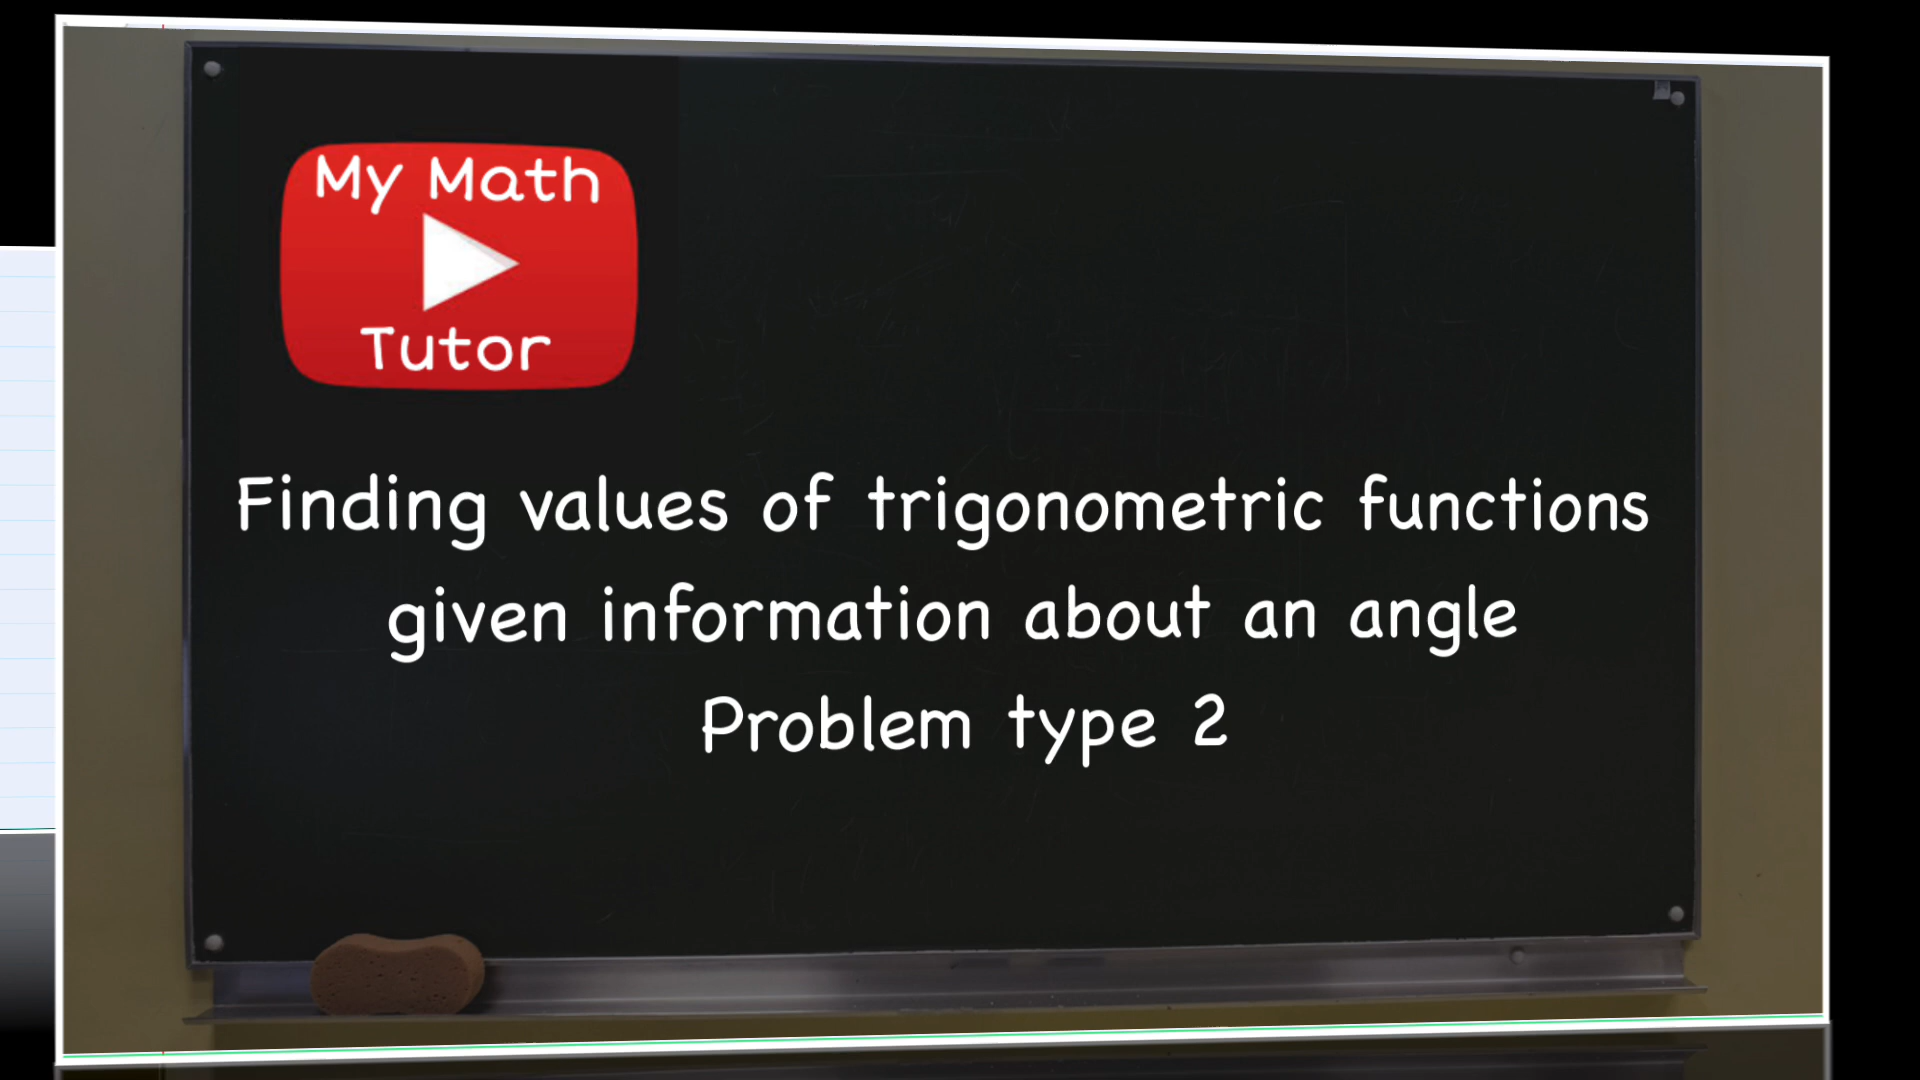 My Math
Tutor
Finding values of trigonometric functions
given information about an angle
Problem type 2